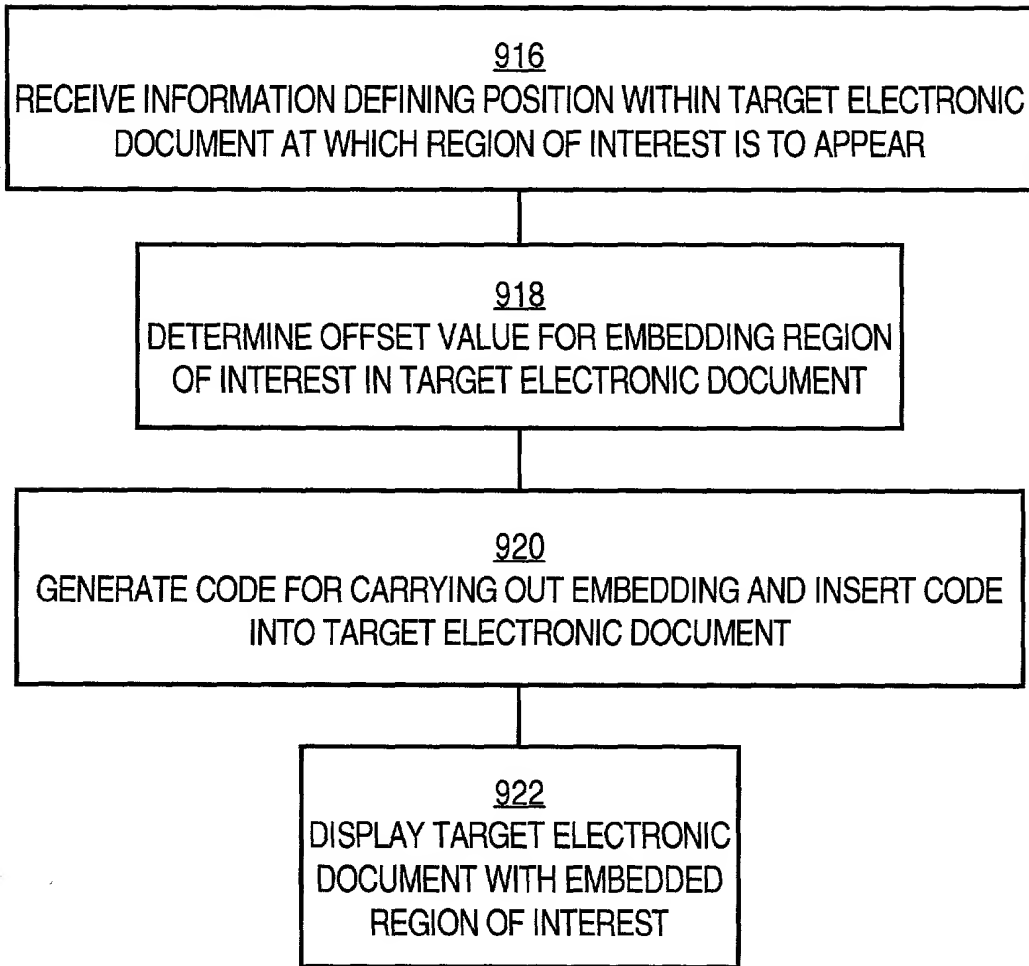 916
RECEIVE INFORMATION DEFINING POSITION WITHIN TARGET ELECTRONIC
DOCUMENT AT WHICH REGION OF INTEREST IS TO APPEAR
918
DETERMINE OFFSET VALUE FOR EMBEDDING REGION
OF INTEREST IN TARGET ELECTRONIC DOCUMENT
920
GENERATE CODE FOR CARRYING OUT EMBEDDING AND INSERT CODE
INTO TARGET ELECTRONIC DOCUMENT
922
DISPLAY TARGET ELECTRONIC
DOCUMENT WITH EMBEDDED
REGION OF INTEREST